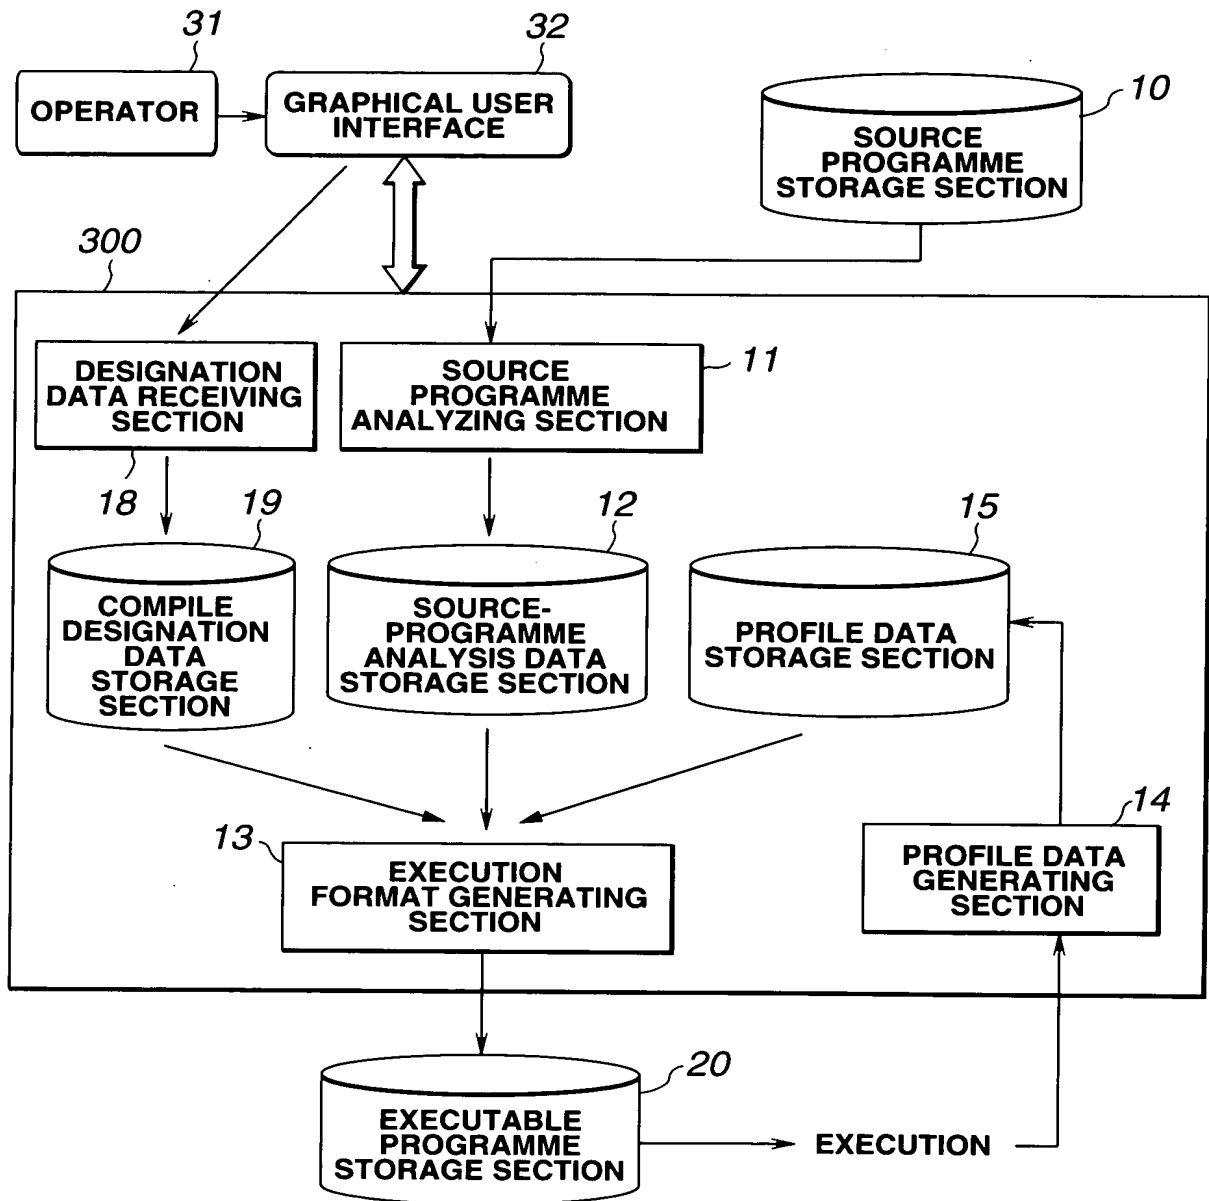 31
32
OPERATOR
GRAPHICAL USER
INTERFACE
10
SOURCE
PROGRAMME
STORAGE SECTION
300
DESIGNATION
DATA RECEIVING
SECTION
18
SOURCE
PROGRAMME
ANALYZING SECTION
11
19
COMPILE
DESIGNATION
DATA
STORAGE
SECTION
12
SOURCE-
PROGRAMME
ANALYSIS DATA
STORAGE SECTION
15
PROFILE DATA
STORAGE SECTION
13
EXECUTION
FORMAT GENERATING
SECTION
14
PROFILE DATA
GENERATING
SECTION
20
EXECUTABLE
PROGRAMME
STORAGE SECTION
EXECUTION